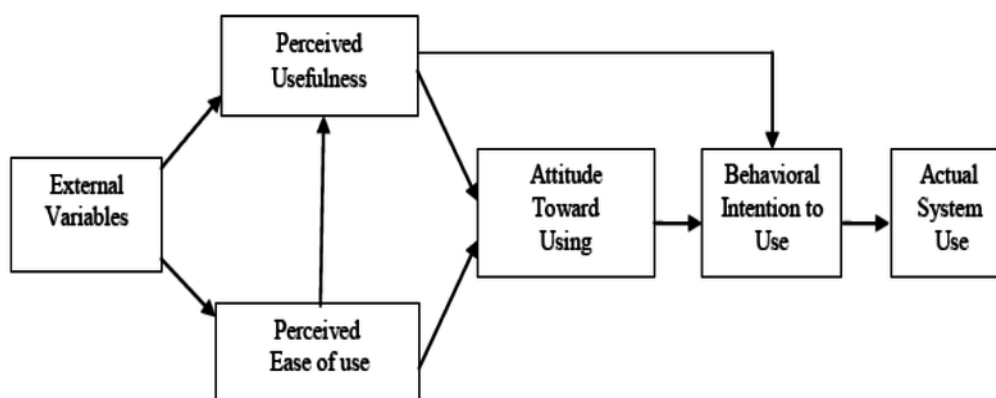 Perceived
Usefulness
External
Variables
Attitude
Toward
Using
Behavioral
Intention to
Use
Actual
System
Use
Perceived
Ease of use